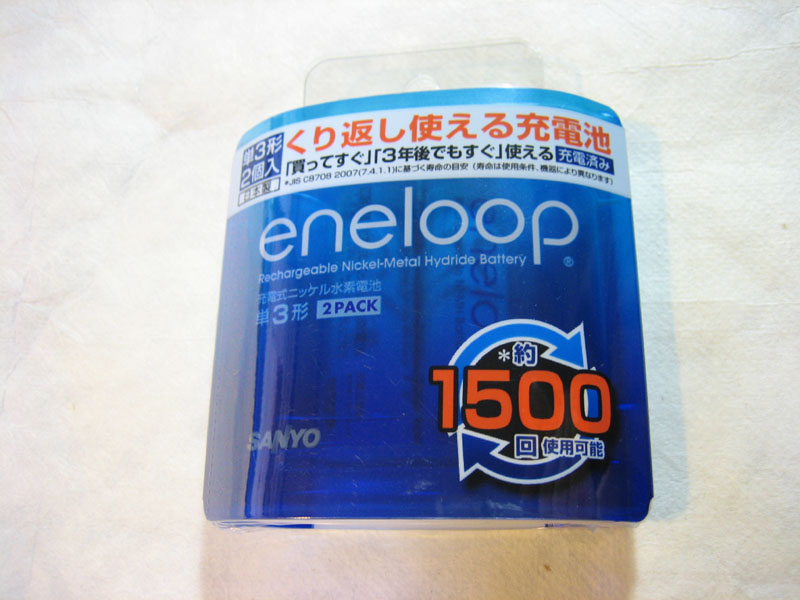 くり返し使える充電池
単3形
2個入
日本製
「買ってすぐ」「3年後でもすぐ」使える 充電済み
*JIS C8708 2007(7.4.1.1)に基づく寿命の目安(寿命は使用条件、機器により異なります)
eneloop
Rechargeable Nickel-Metal Hydride Battery ®
充電式ニッケル水素電池
単3形 2PACK
*約
1500
回 使用可能
SANYO